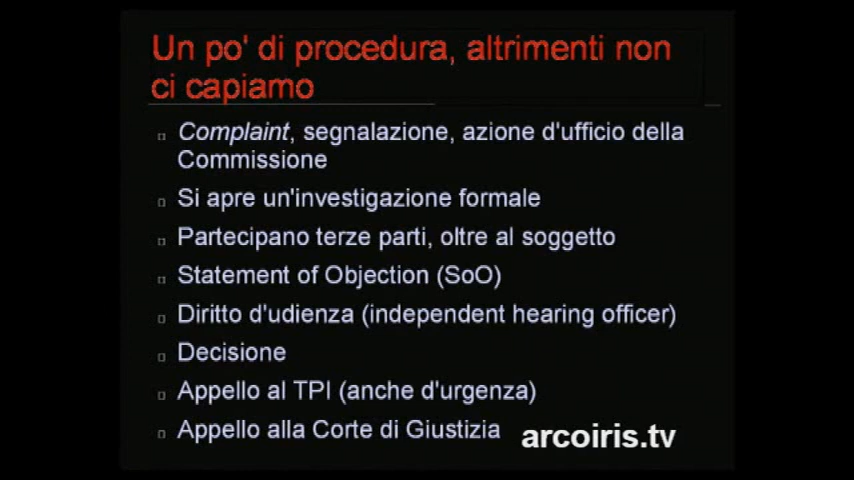 Un po' di procedura, altrimenti non
ci capiamo
Complaint, segnalazione, azione d'ufficio della
Commissione
Si apre un'investigazione formale
Partecipano terze parti, oltre al soggetto
Statement of Objection (SoO)
Diritto d'udienza (independent hearing officer)
Decisione
Appello al TPI (anche d'urgenza)
Appello alla Corte di Giustizia
arcoiris.tv